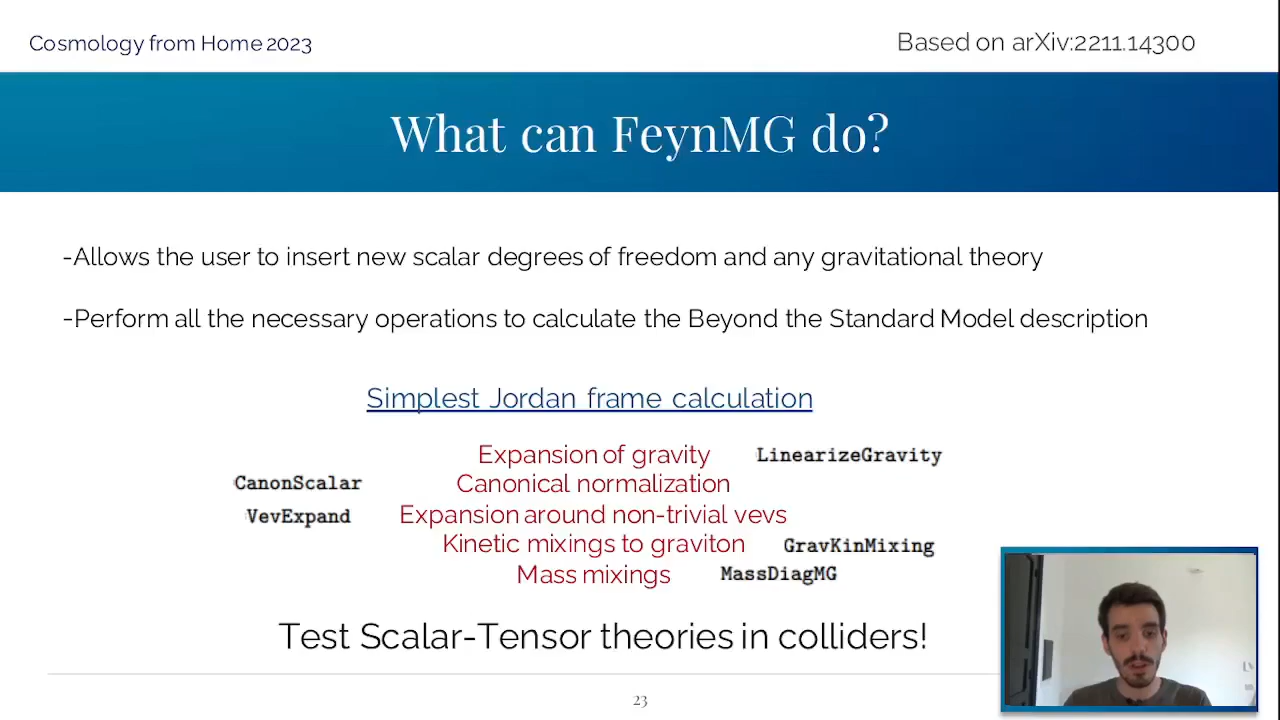 Cosmology from Home 2023
Based on arXiv:2211.14300
What can FeynMG do?
-Allows the user to insert new scalar degrees of freedom and any gravitational theory
-Perform all the necessary operations to calculate the Beyond the Standard Model description
Simplest Jordan frame calculation
Expansion of gravity LinearizeGravity
CanonScalar Canonical normalization
VevExpand Expansion around non-trivial vevs
Kinetic mixings to graviton GravKinMixing
Mass mixings MassDiagMG
Test Scalar-Tensor theories in colliders!
23